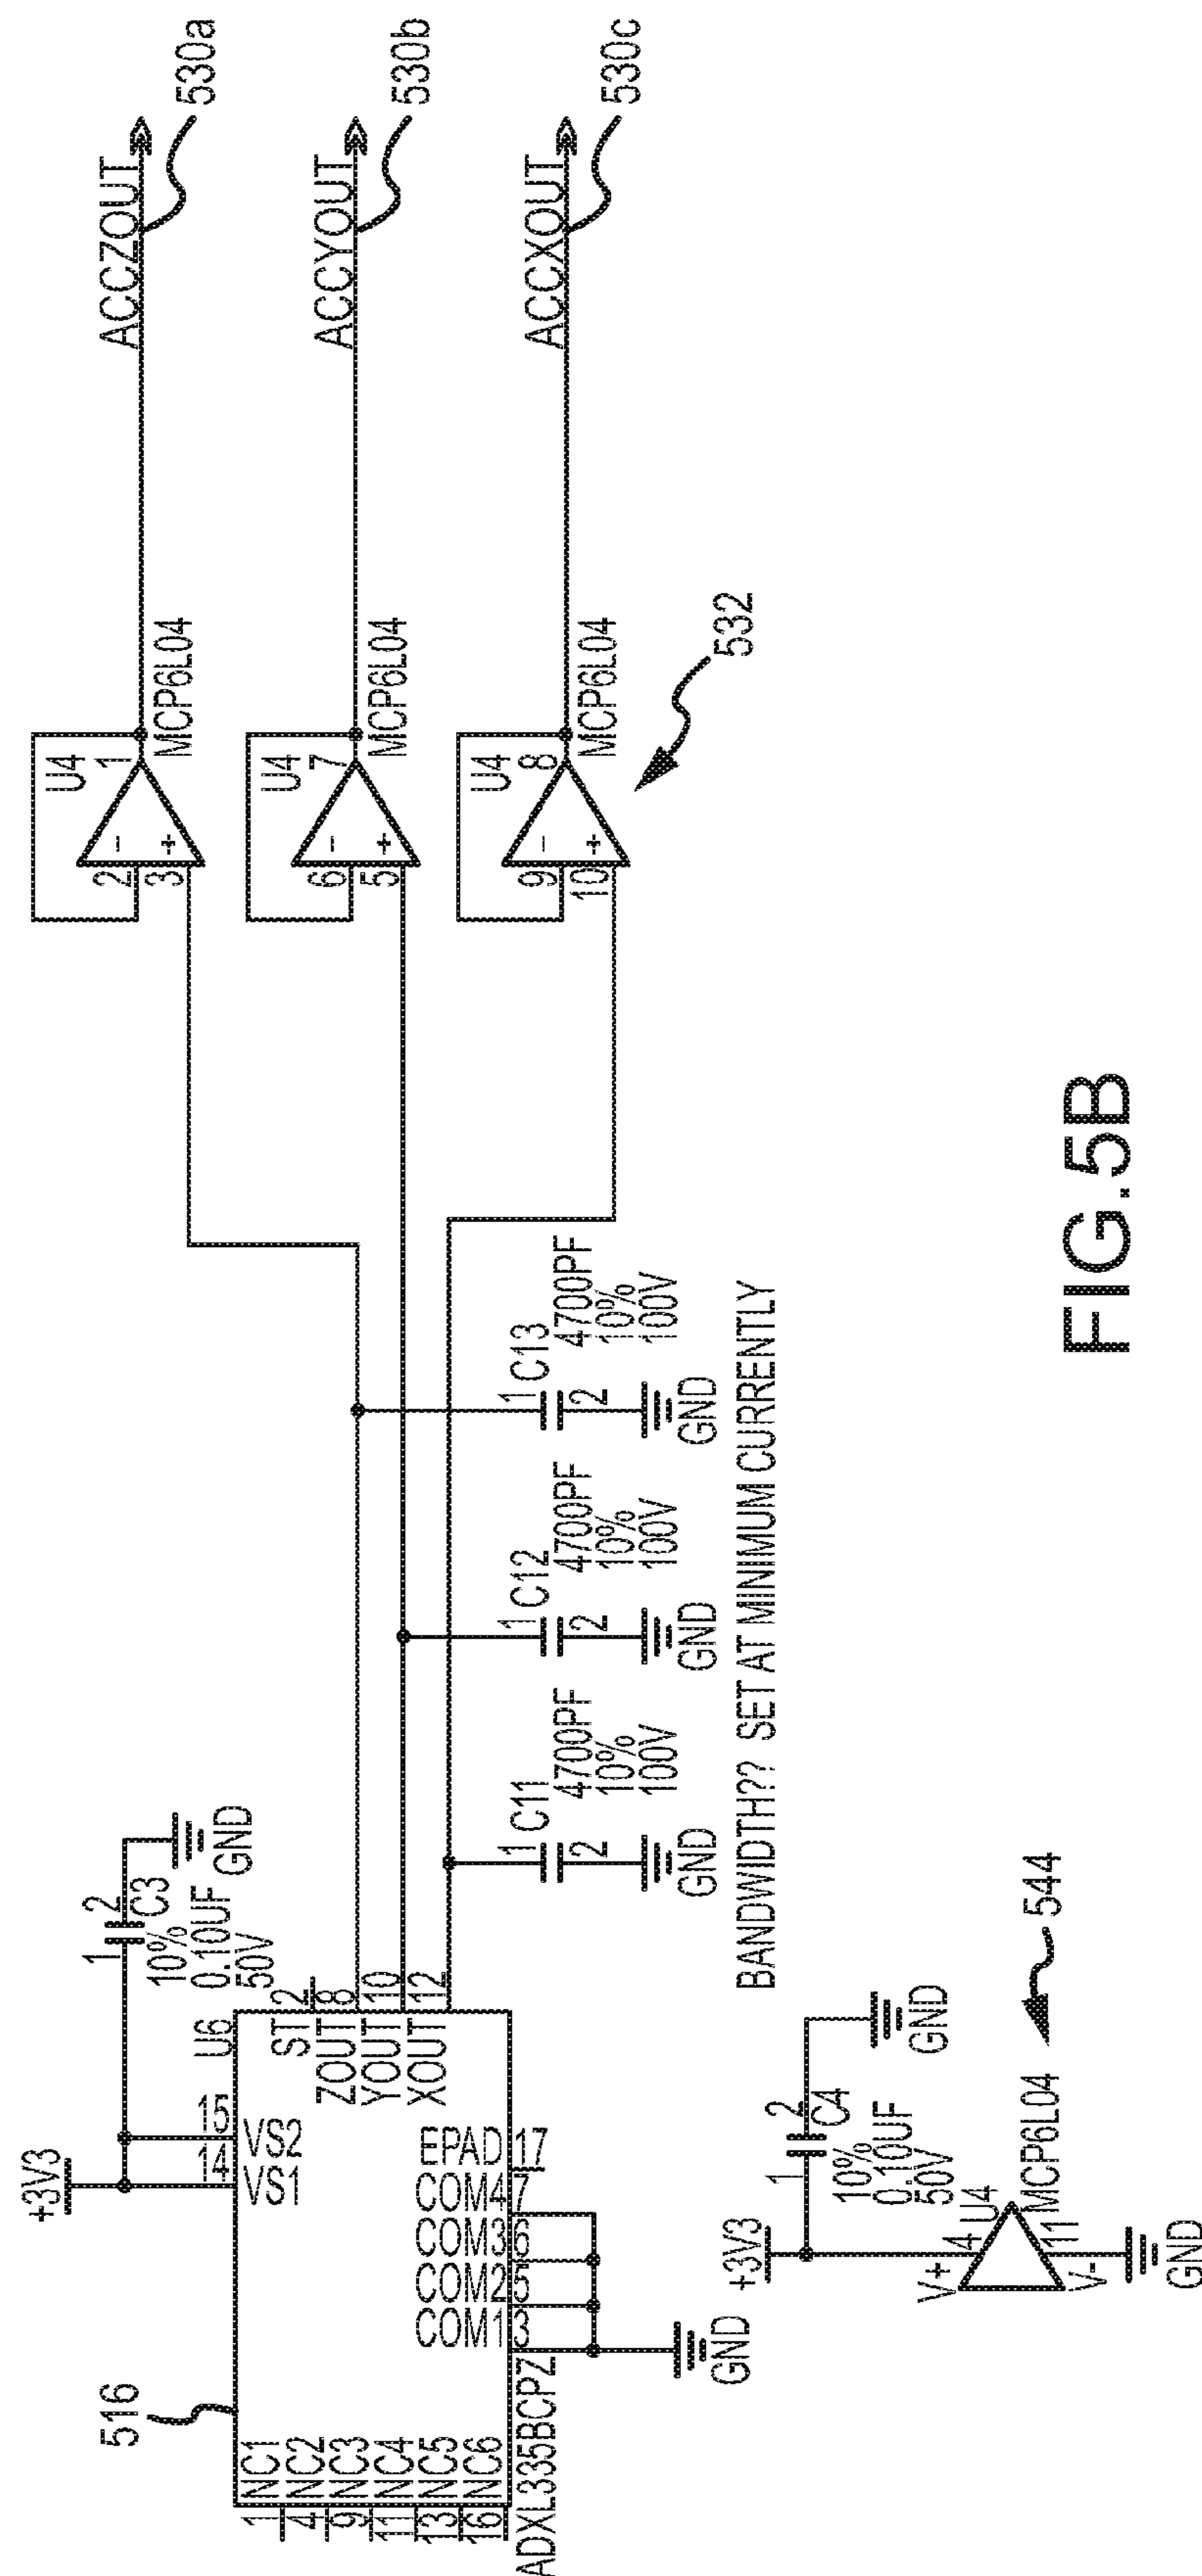 516
+3V3
1
2
C3
10%
0.10UF
50V
GND
14
15
U6
VS2
VS1
ST 2
ZOUT 8
YOUT 10
XOUT 12
1 NC1
4 NC2
9 NC3
11 NC4
13 NC5
16 NC6
EPAD 17
COM4 7
COM3 6
COM2 5
COM1 3
ADXL335BCPZ
GND
1
C11
2
4700PF
10%
100V
GND
1
C12
2
4700PF
10%
100V
GND
1
C13
2
4700PF
10%
100V
GND
BANDWIDTH?? SET AT MINIMUM CURRENTLY
U4
2
-
3
+
1
MCP6L04
ACCZOUT
530a
U4
6
-
5
+
7
MCP6L04
ACCYOUT
530b
U4
9
-
10
+
8
MCP6L04
ACCXOUT
530c
532
+3V3
1
2
C4
10%
0.10UF
50V
GND
V+
4
U4
MCP6L04
11
V-
GND
544
FIG.5B